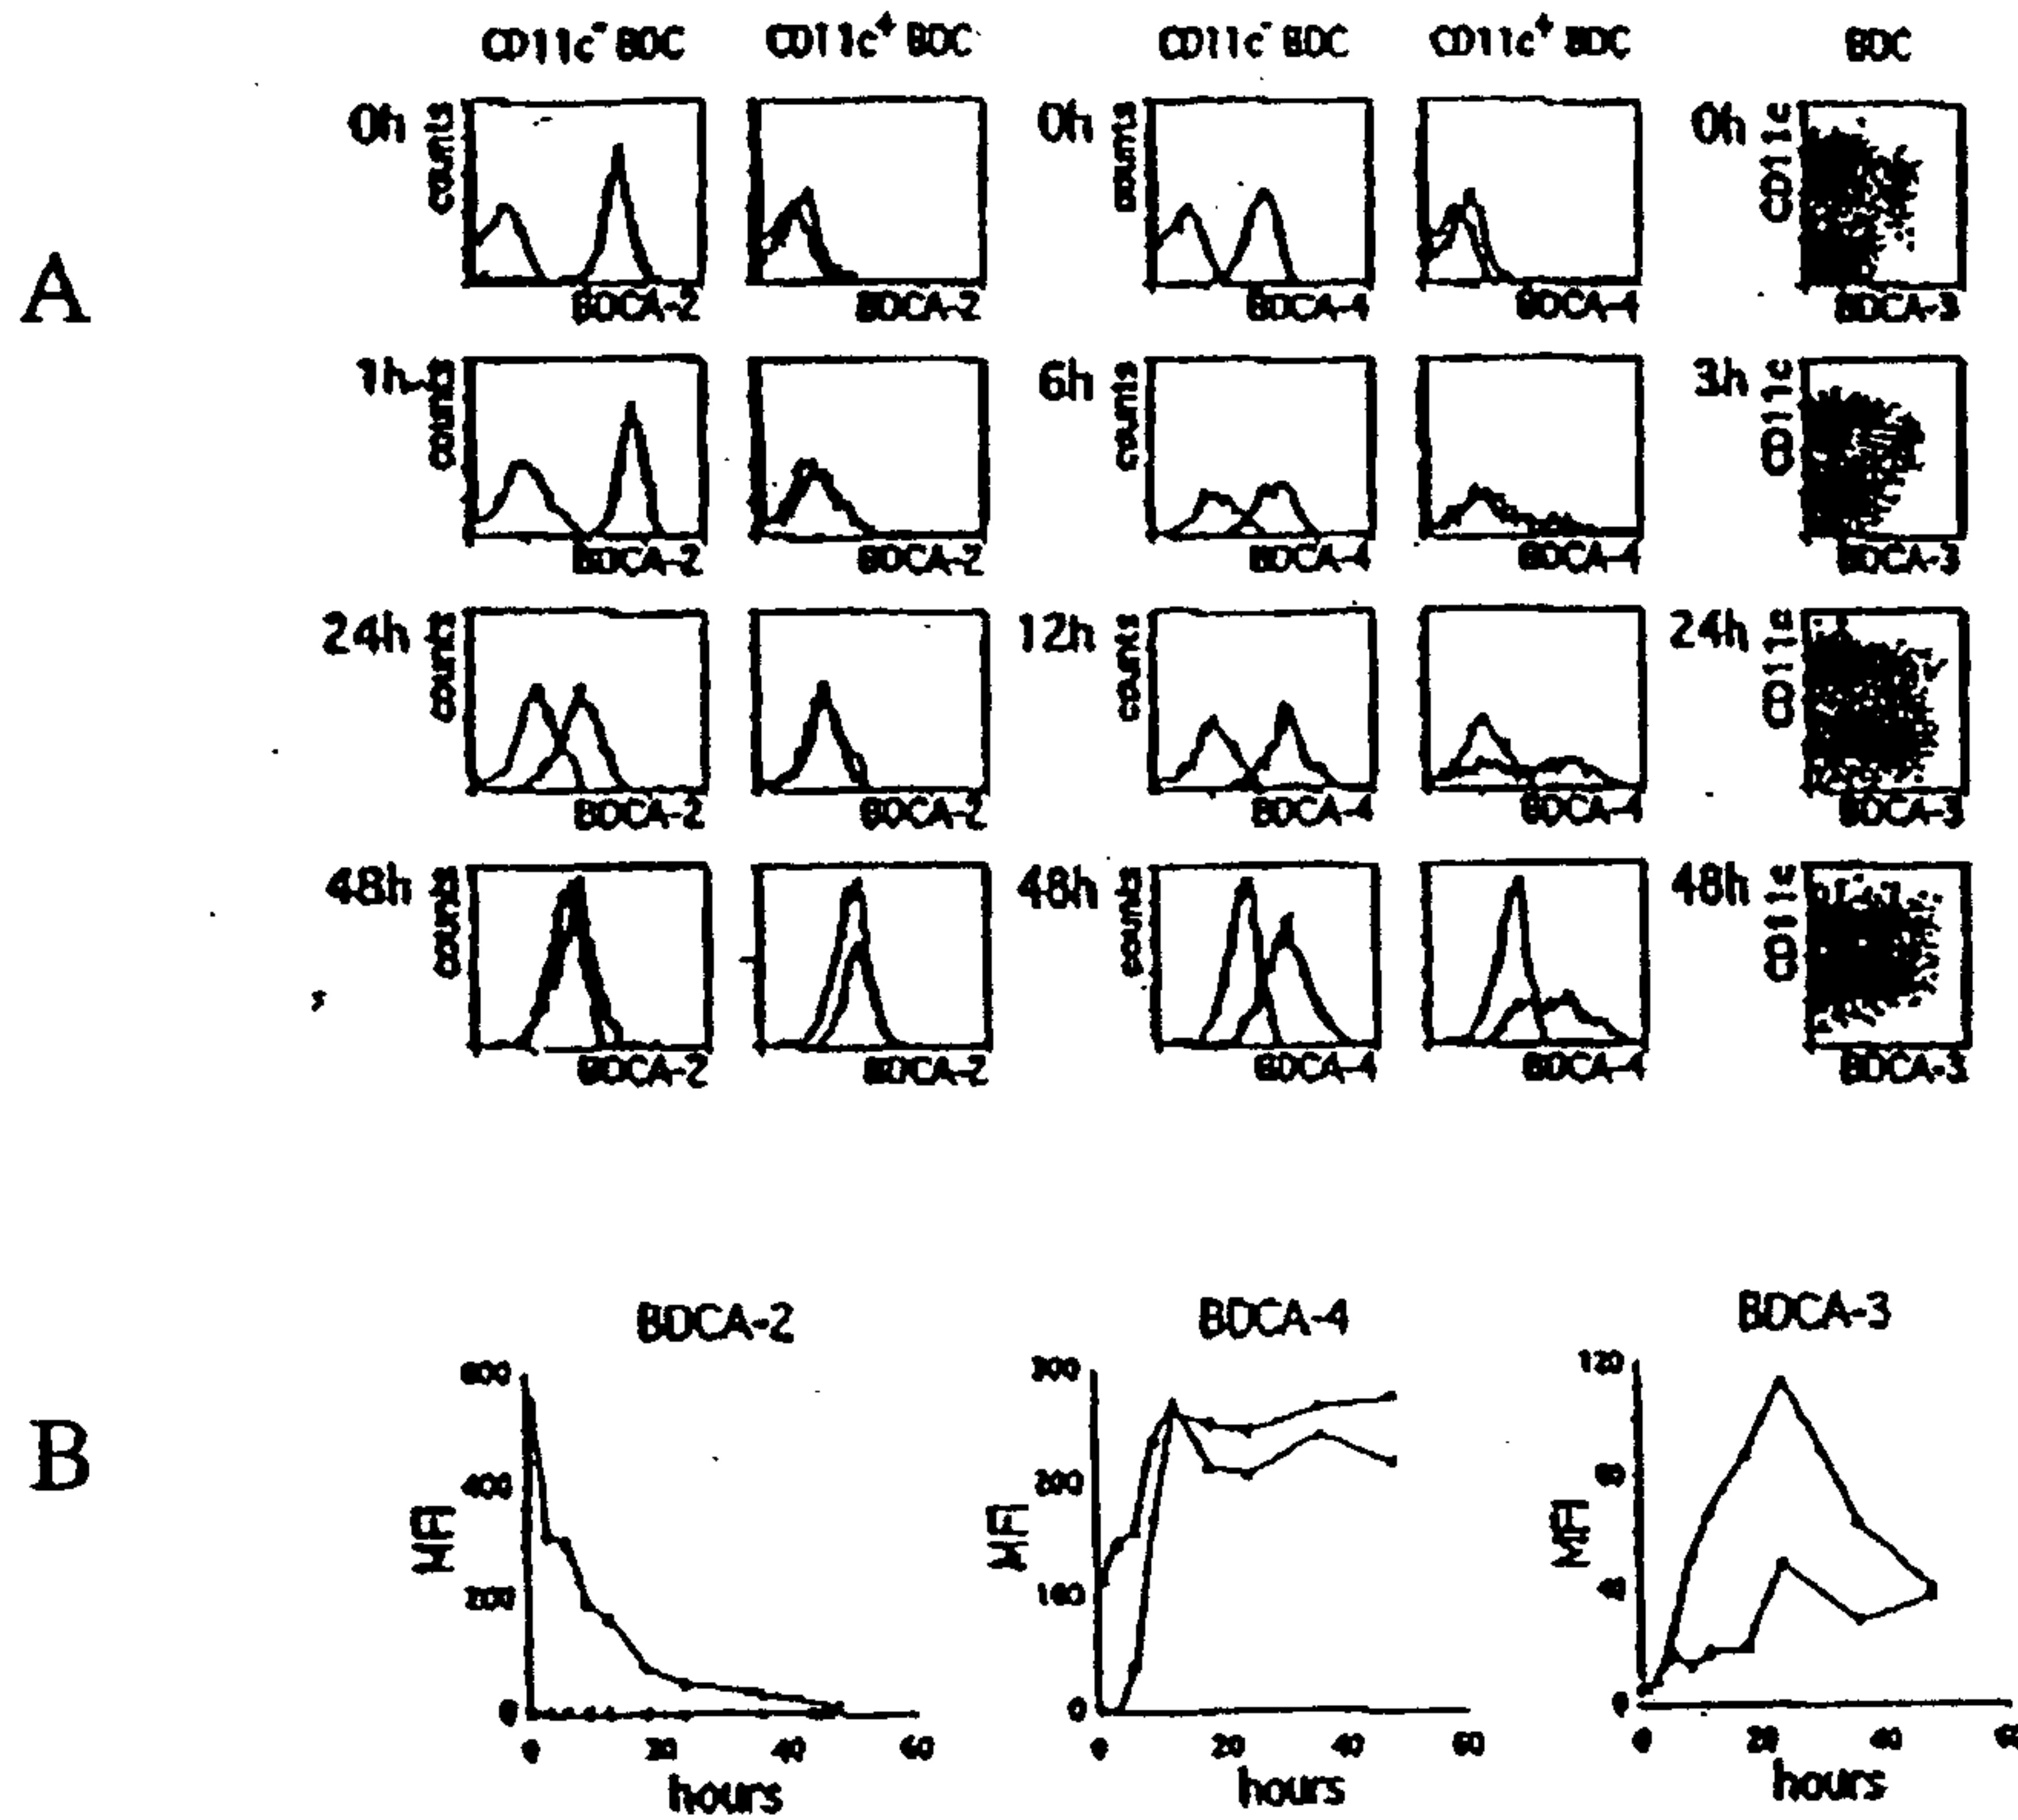 CD11c⁻ BDC CD11c⁺ BDC CD11c⁻ BDC CD11c⁺ BDC BDC
A
0h counts BDCA-2 BDCA-2 0h counts BDCA-4 BDCA-4 0h CD11c BDCA-3
1h counts BDCA-2 BDCA-2 6h counts BDCA-4 BDCA-4 3h CD11c BDCA-3
24h counts BDCA-2 BDCA-2 12h counts BDCA-4 BDCA-4 24h CD11c BDCA-3
48h counts BDCA-2 BDCA-2 48h counts BDCA-4 BDCA-4 48h CD11c BDCA-3
B
BDCA-2
600
400
200
0
MFI
0 20 40 60
hours
BDCA-4
300
200
100
0
MFI
0 20 40
hours
BDCA-3
120
0
MFI
0 20 40
hours